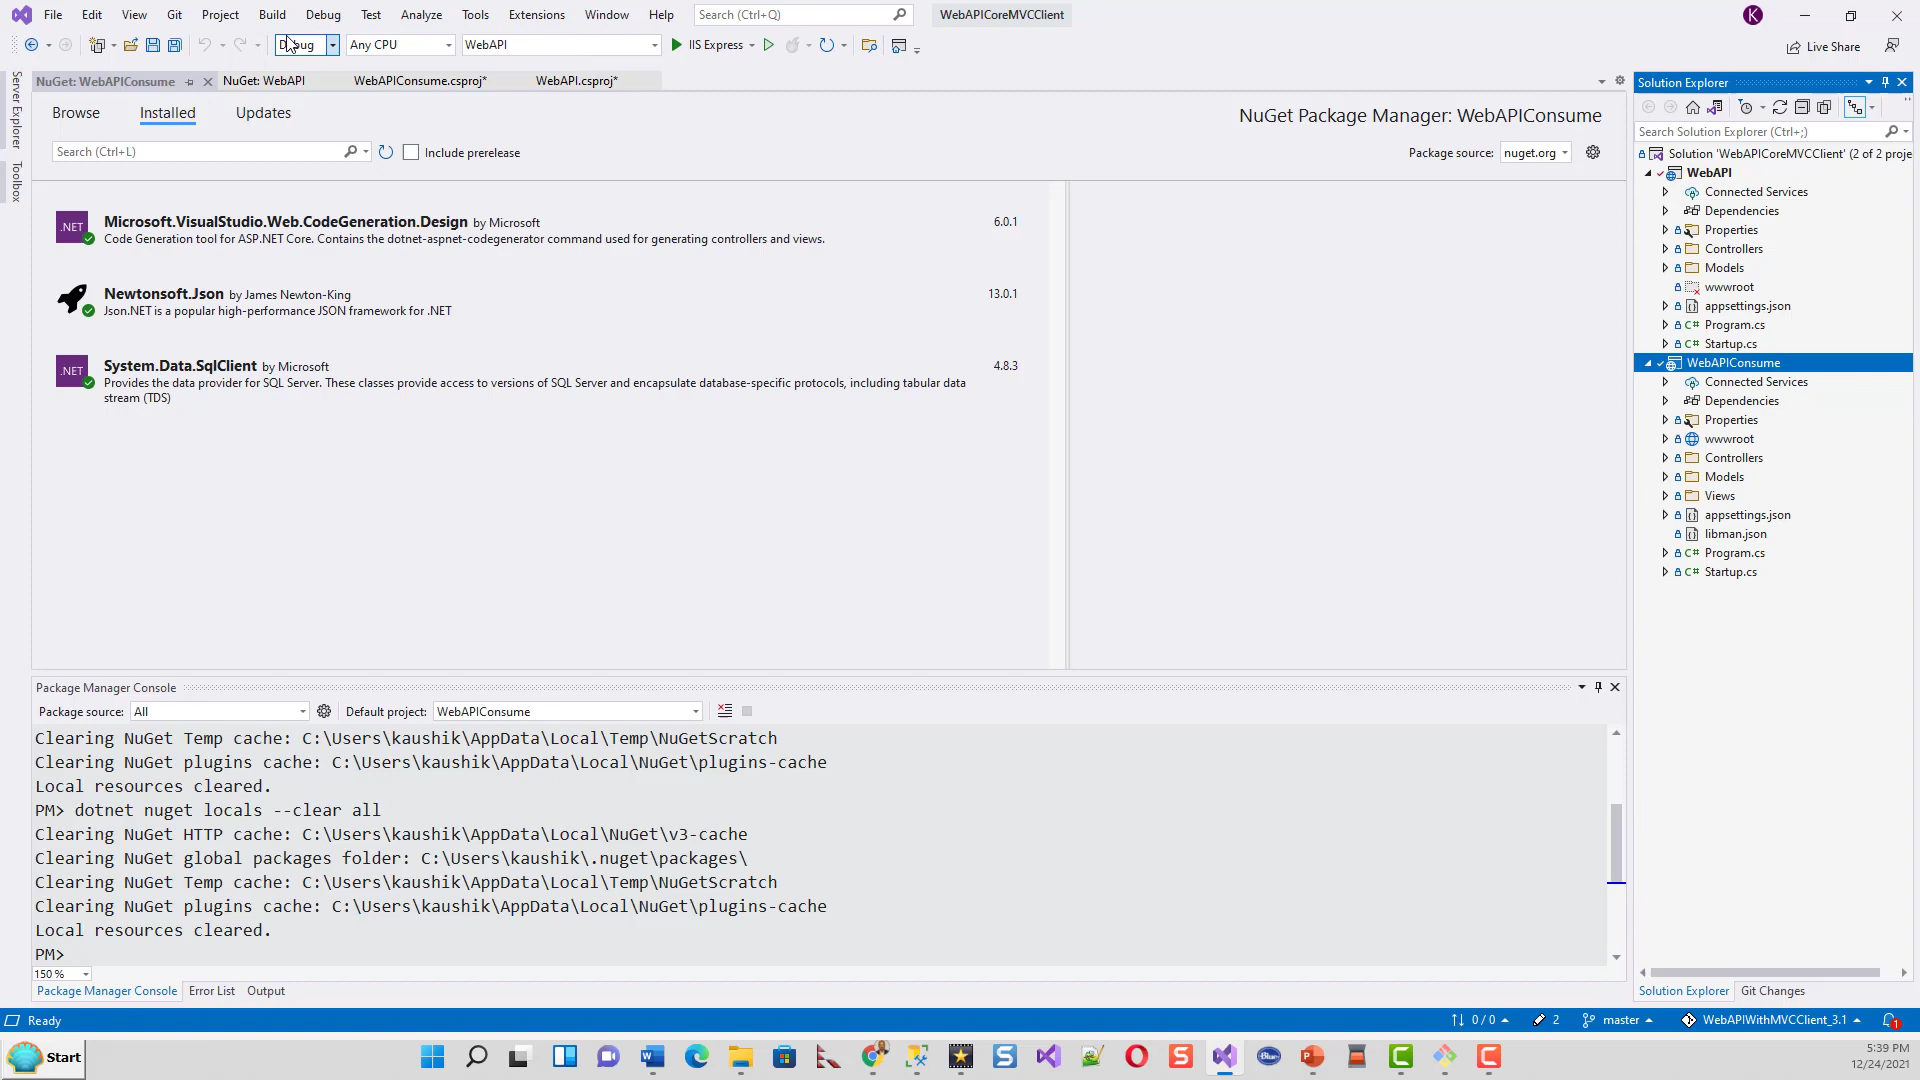 File Edit View Git Project Build Debug Test Analyze Tools Extensions Window Help Search (Ctrl+Q) WebAPICoreMVCClient K
Any CPU WebAPI IIS Express Live Share
Server Explorer
Toolbox
NuGet: WebAPIConsume NuGet: WebAPI WebAPIConsume.csproj* WebAPI.csproj*
Browse Installed Updates
NuGet Package Manager: WebAPIConsume
Search (Ctrl+L) Include prerelease
Package source: nuget.org
.NET Microsoft.VisualStudio.Web.CodeGeneration.Design by Microsoft 6.0.1
Code Generation tool for ASP.NET Core. Contains the dotnet-aspnet-codegenerator command used for generating controllers and views.
Newtonsoft.Json by James Newton-King 13.0.1
Json.NET is a popular high-performance JSON framework for .NET
.NET System.Data.SqlClient by Microsoft 4.8.3
Provides the data provider for SQL Server. These classes provide access to versions of SQL Server and encapsulate database-specific protocols, including tabular data
stream (TDS)
Package Manager Console
Package source: All Default project: WebAPIConsume
Clearing NuGet Temp cache: C:\Users\kaushik\AppData\Local\Temp\NuGetScratch
Clearing NuGet plugins cache: C:\Users\kaushik\AppData\Local\NuGet\plugins-cache
Local resources cleared.
PM> dotnet nuget locals --clear all
Clearing NuGet HTTP cache: C:\Users\kaushik\AppData\Local\NuGet\v3-cache
Clearing NuGet global packages folder: C:\Users\kaushik\.nuget\packages\
Clearing NuGet Temp cache: C:\Users\kaushik\AppData\Local\Temp\NuGetScratch
Clearing NuGet plugins cache: C:\Users\kaushik\AppData\Local\NuGet\plugins-cache
Local resources cleared.
PM>
150 %
Package Manager Console Error List Output
Solution Explorer
Search Solution Explorer (Ctrl+;)
Solution 'WebAPICoreMVCClient' (2 of 2 proje
WebAPI
Connected Services
Dependencies
Properties
Controllers
Models
wwwroot
appsettings.json
C# Program.cs
C# Startup.cs
WebAPIConsume
Connected Services
Dependencies
Properties
wwwroot
Controllers
Models
Views
appsettings.json
libman.json
C# Program.cs
C# Startup.cs
Solution Explorer Git Changes
Ready 0 / 0 2 master WebAPIWithMVCClient_3.1 1
Start
5:39 PM
12/24/2021